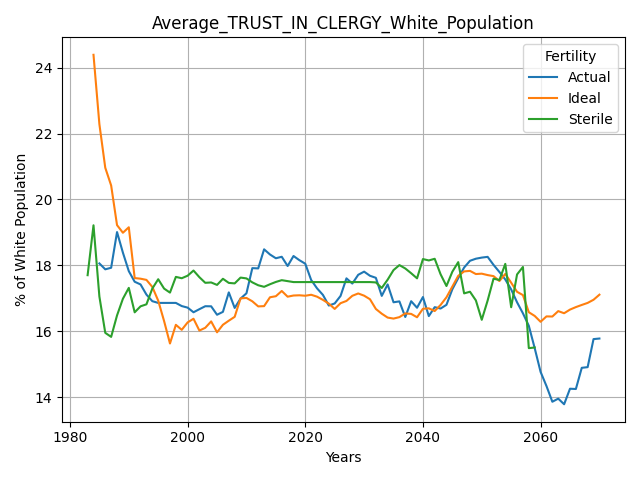 Average_TRUST_IN_CLERGY_White_Population
Fertility
Actual
Ideal
Sterile
% of White Population
24
22
20
18
16
14
1980
2000
2020
2040
2060
Years